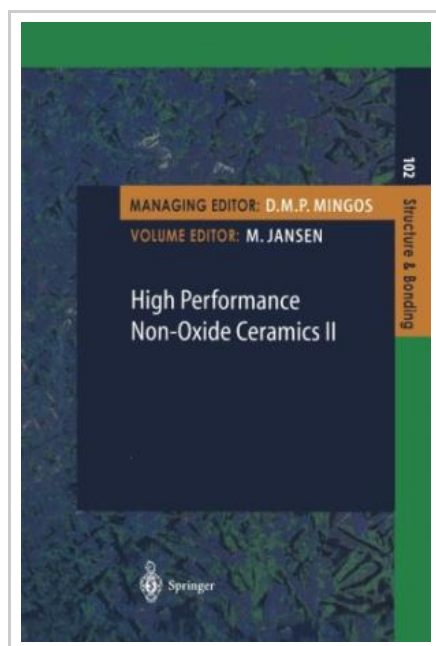 102 Structure & Bonding
MANAGING EDITOR: D.M.P. MINGOS
VOLUME EDITOR: M. JANSEN
High Performance
Non-Oxide Ceramics II
Springer